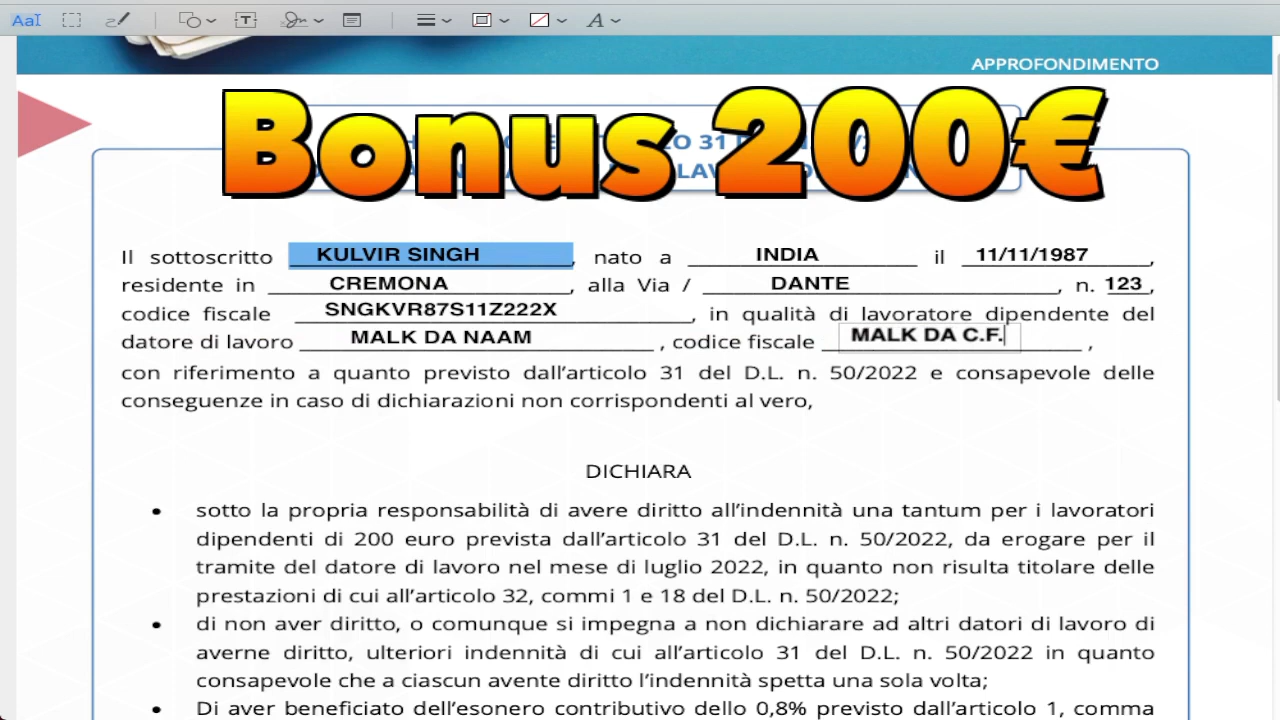 AaI
T
A
APPROFONDIMENTO
Bonus 200€
Il sottoscritto KULVIR SINGH, nato a INDIA il 11/11/1987,
residente in CREMONA, alla Via / DANTE, n. 123,
codice fiscale SNGKVR87S11Z222X, in qualità di lavoratore dipendente del
datore di lavoro MALK DA NAAM , codice fiscale MALK DA C.F. ,
con riferimento a quanto previsto dall’articolo 31 del D.L. n. 50/2022 e consapevole delle
conseguenze in caso di dichiarazioni non corrispondenti al vero,
DICHIARA
• sotto la propria responsabilità di avere diritto all’indennità una tantum per i lavoratori
dipendenti di 200 euro prevista dall’articolo 31 del D.L. n. 50/2022, da erogare per il
tramite del datore di lavoro nel mese di luglio 2022, in quanto non risulta titolare delle
prestazioni di cui all’articolo 32, commi 1 e 18 del D.L. n. 50/2022;
• di non aver diritto, o comunque si impegna a non dichiarare ad altri datori di lavoro di
averne diritto, ulteriori indennità di cui all’articolo 31 del D.L. n. 50/2022 in quanto
consapevole che a ciascun avente diritto l’indennità spetta una sola volta;
• Di aver beneficiato dell’esonero contributivo dello 0,8% previsto dall’articolo 1, comma